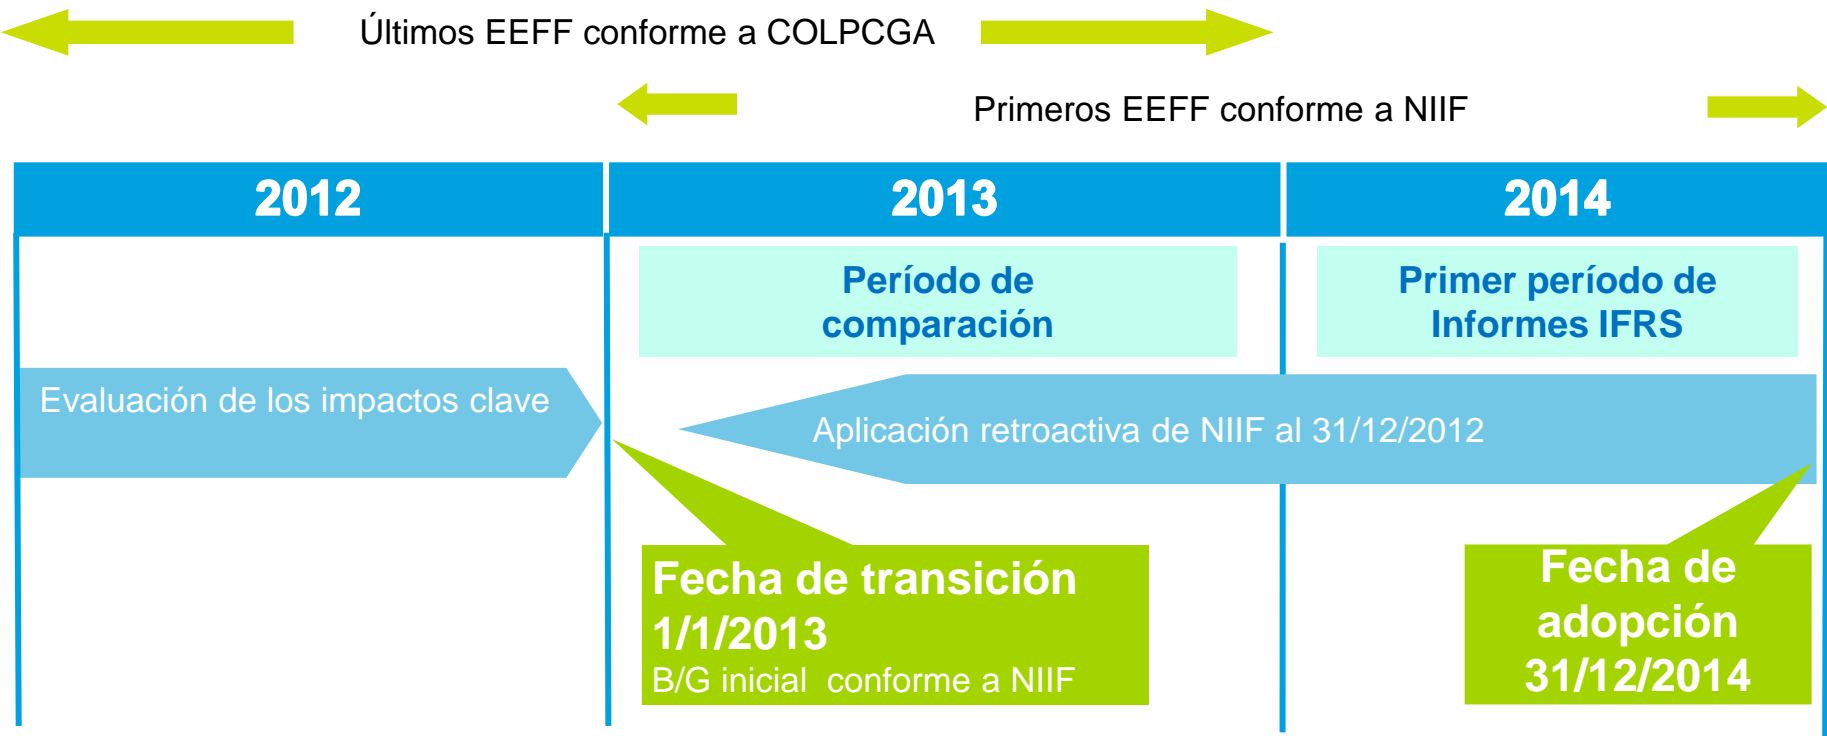 Últimos EEFF conforme a COLPCGA
Primeros EEFF conforme a NIIF
2012
2013
2014
Período de
comparación
Primer período de
Informes IFRS
Evaluación de los impactos clave
Aplicación retroactiva de NIIF al 31/12/2012
Fecha de transición
1/1/2013
B/G inicial conforme a NIIF
Fecha de
adopción
31/12/2014